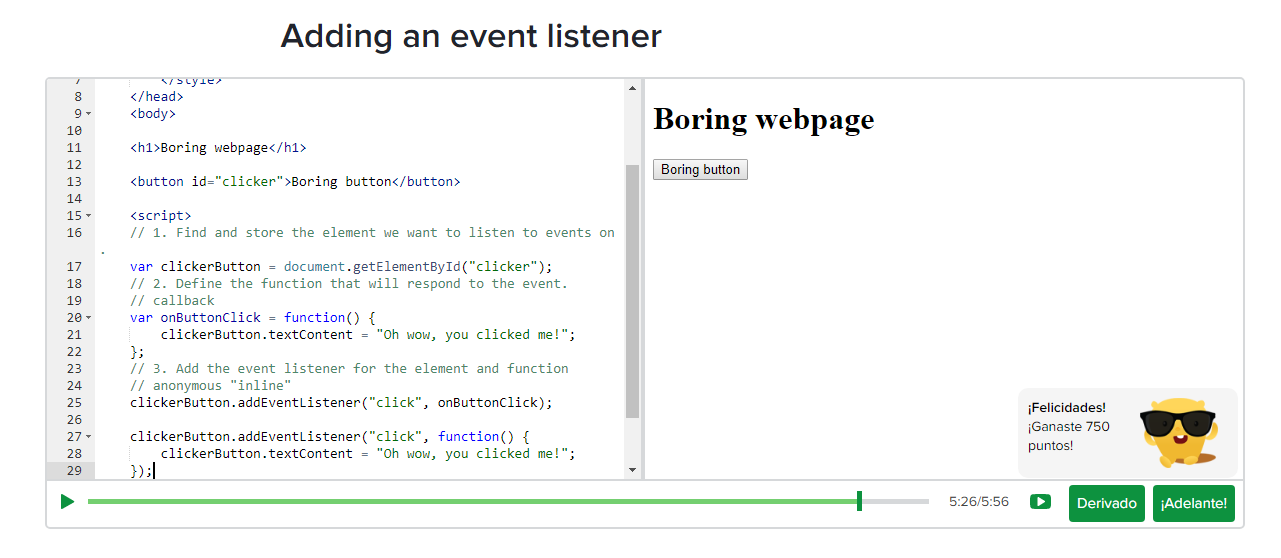 Adding an event listener
7 </style>
8 </head>
9 <body>
10
11 <h1>Boring webpage</h1>
12
13 <button id="clicker">Boring button</button>
14
15 <script>
16 // 1. Find and store the element we want to listen to events on
.
17 var clickerButton = document.getElementById("clicker");
18 // 2. Define the function that will respond to the event.
19 // callback
20 var onButtonClick = function() {
21 clickerButton.textContent = "Oh wow, you clicked me!";
22 };
23 // 3. Add the event listener for the element and function
24 // anonymous "inline"
25 clickerButton.addEventListener("click", onButtonClick);
26
27 clickerButton.addEventListener("click", function() {
28 clickerButton.textContent = "Oh wow, you clicked me!";
29 });
Boring webpage
Boring button
¡Felicidades!
¡Ganaste 750
puntos!
5:26/5:56
Derivado
¡Adelante!